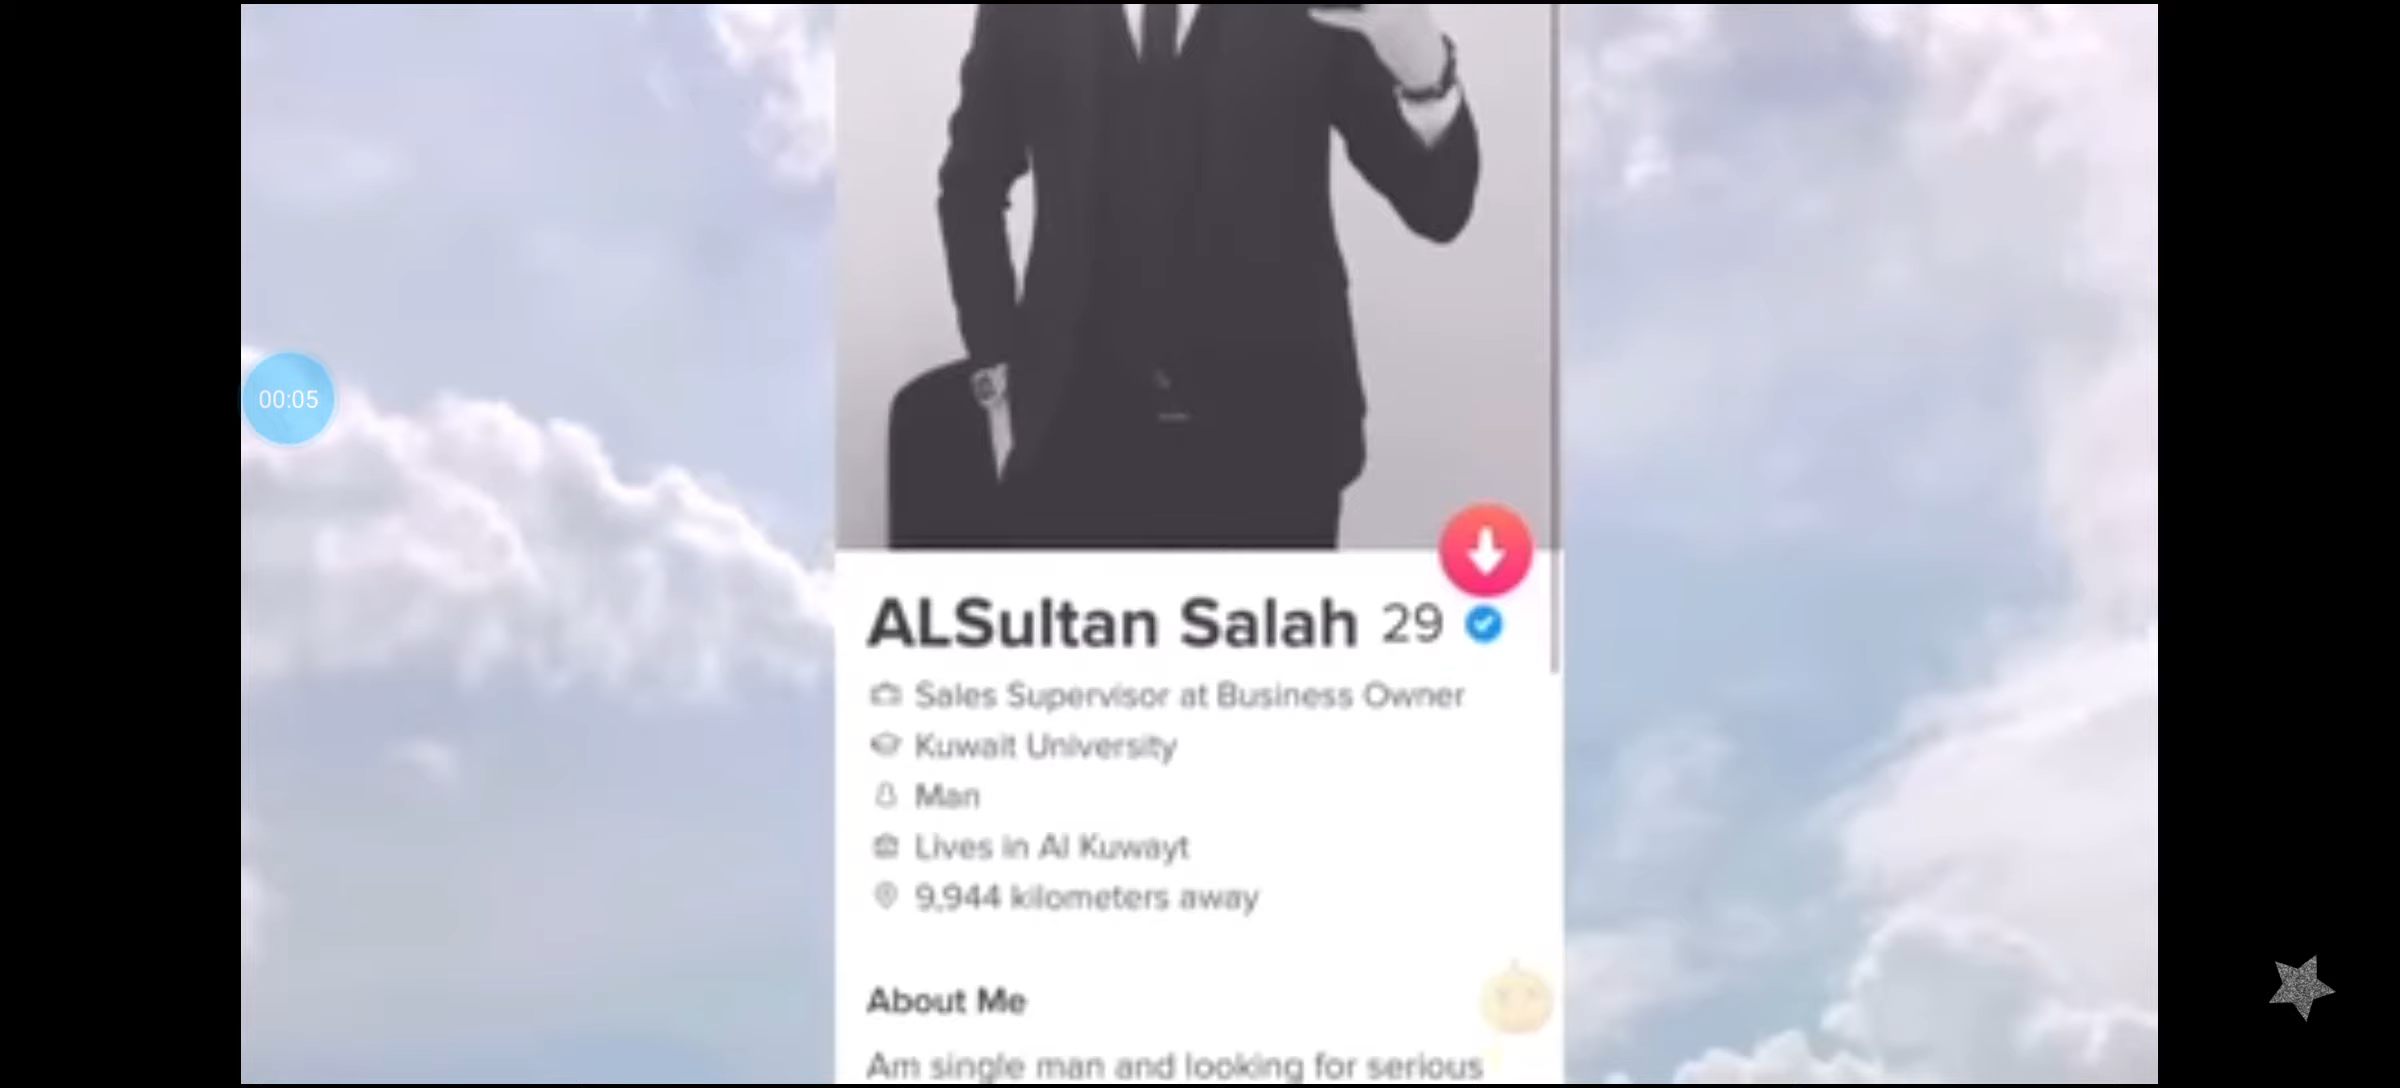 00:05
ALSultan Salah 29
Sales Supervisor at Business Owner
Kuwait University
Man
Lives in Al Kuwayt
9,944 kilometers away
About Me
Am single man and looking for serious